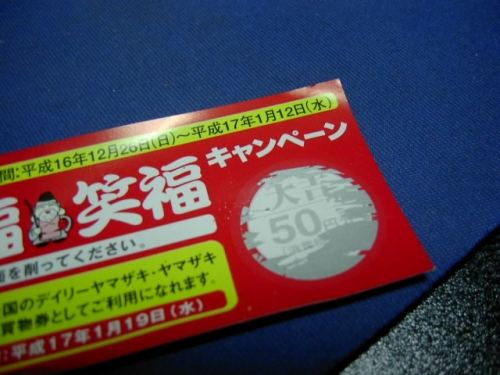 間:平成16年12月26日(日)～平成17年1月12日(水)
福 笑福 キャンペーン
大吉
50円
面を削ってください。
国のデイリーヤマザキ・ヤマザキ
買物券としてご利用になれます。
平成17年1月19日(水)